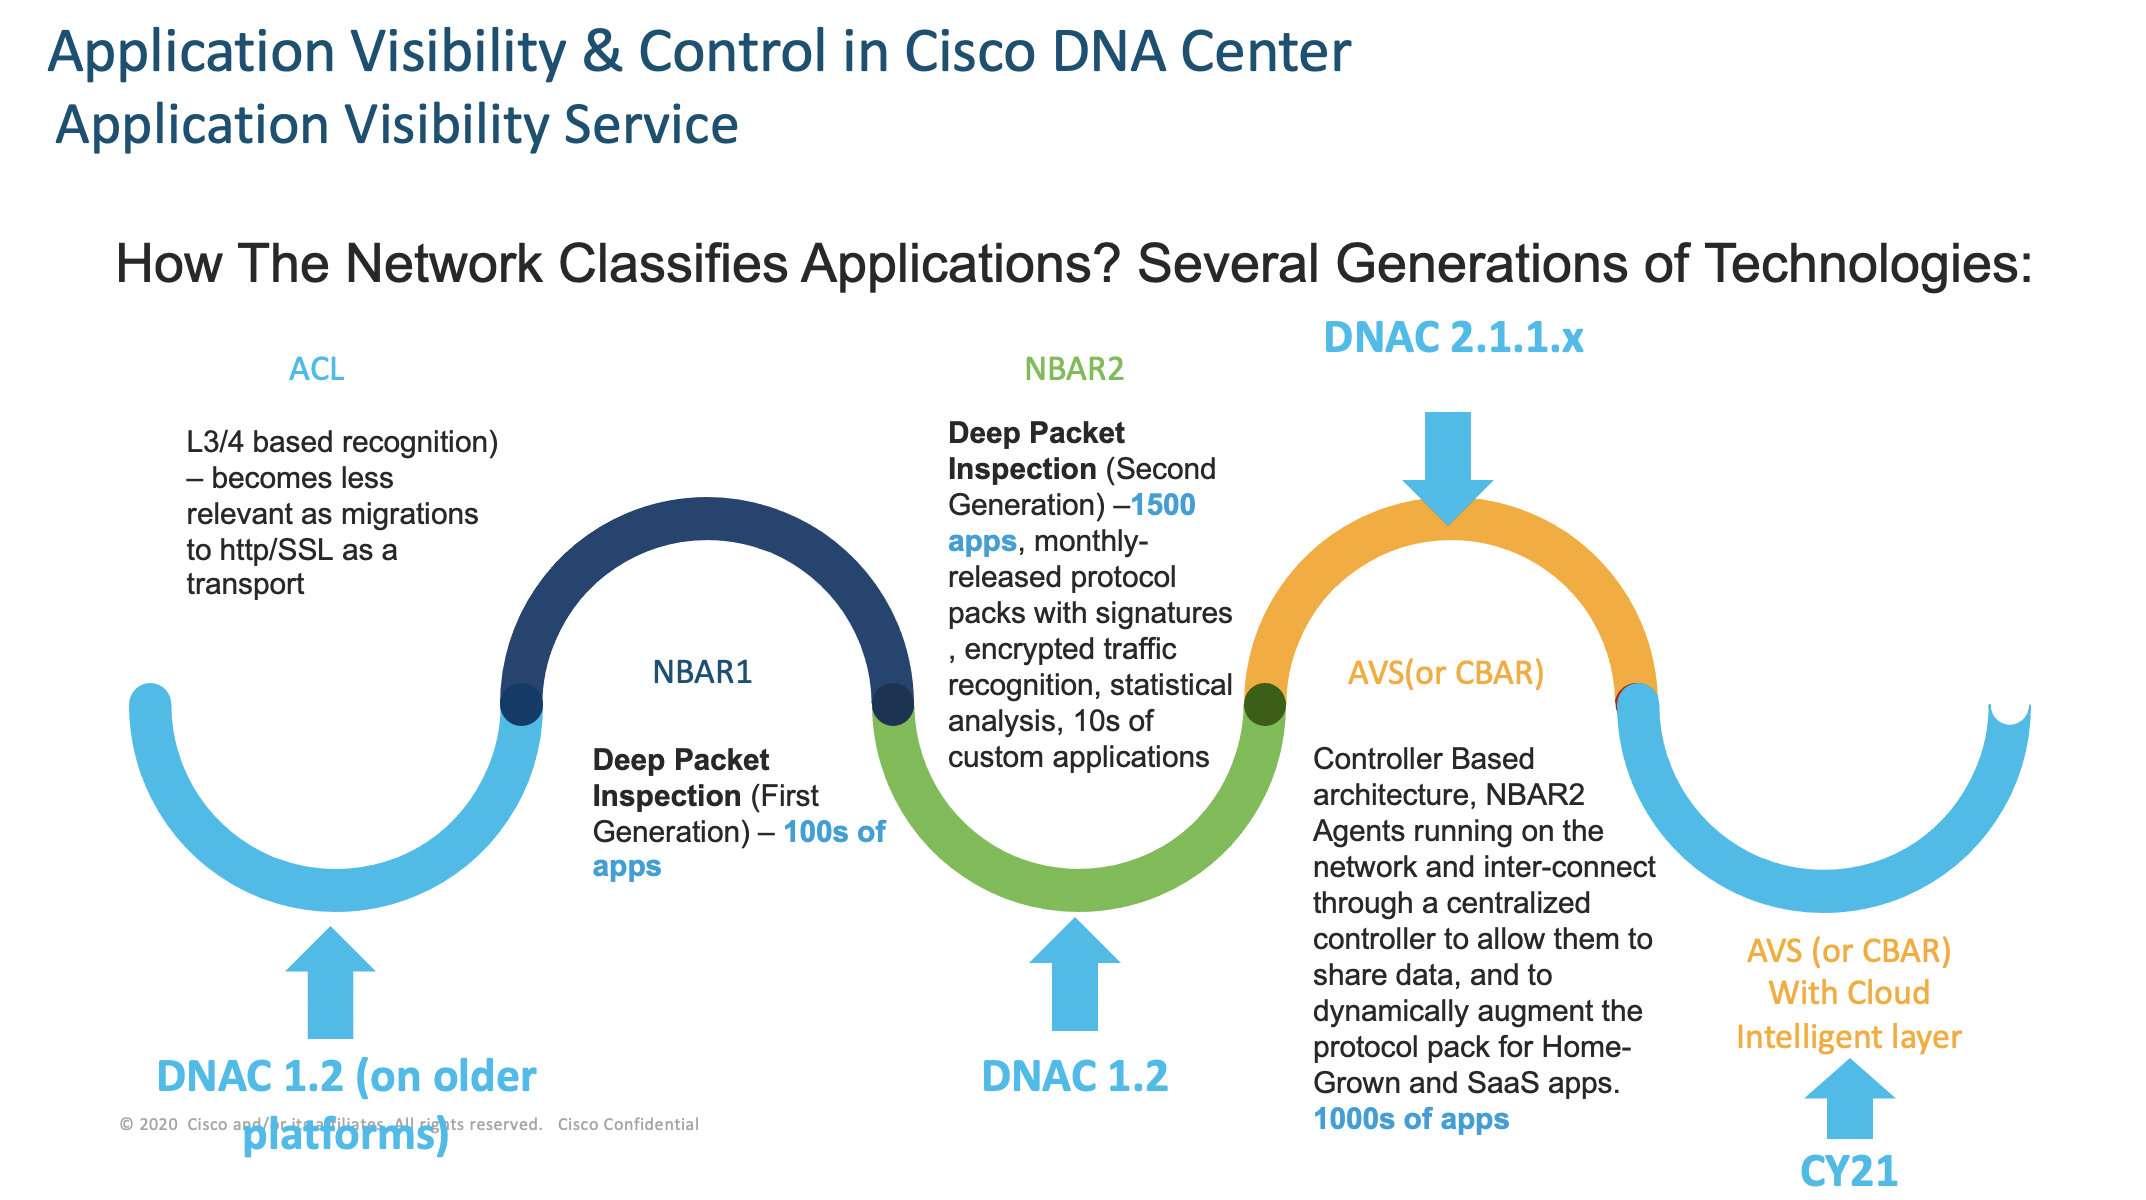 Application Visibility & Control in Cisco DNA Center
Application Visibility Service
How The Network Classifies Applications? Several Generations of Technologies:
ACL
L3/4 based recognition)
– becomes less
relevant as migrations
to http/SSL as a
transport
DNAC 1.2 (on older
platforms)
NBAR1
Deep Packet
Inspection (First
Generation) – 100s of
apps
NBAR2
Deep Packet
Inspection (Second
Generation) –1500
apps, monthly-
released protocol
packs with signatures
, encrypted traffic
recognition, statistical
analysis, 10s of
custom applications
DNAC 1.2
DNAC 2.1.1.x
AVS(or CBAR)
Controller Based
architecture, NBAR2
Agents running on the
network and inter-connect
through a centralized
controller to allow them to
share data, and to
dynamically augment the
protocol pack for Home-
Grown and SaaS apps.
1000s of apps
AVS (or CBAR)
With Cloud
Intelligent layer
CY21
© 2020 Cisco and/or its affiliates. All rights reserved. Cisco Confidential